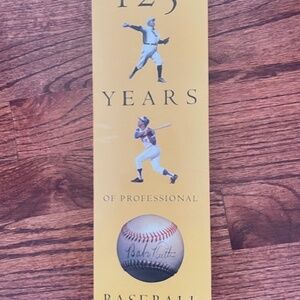 125
YEARS
OF PROFESSIONAL
Babe Ruth
BASEBALL